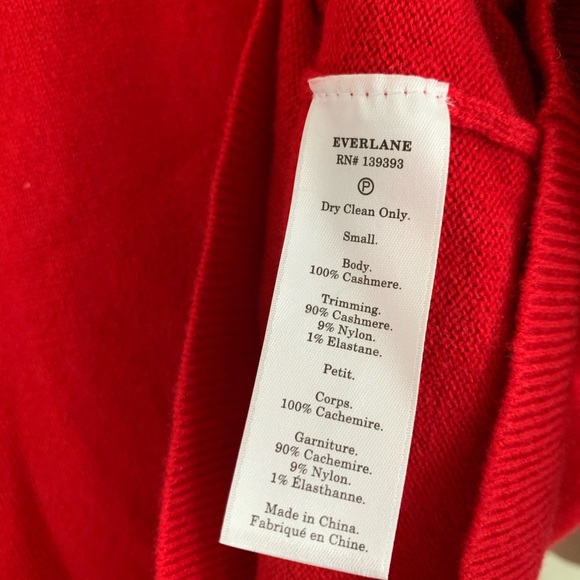 EVERLANE
RN# 139393
P
Dry Clean Only.
Small.
Body.
100% Cashmere.
Trimming.
90% Cashmere.
9% Nylon.
1% Elastane.
Petit.
Corps.
100% Cachemire.
Garniture.
90% Cachemire.
9% Nylon.
1% Élasthanne.
Made in China.
Fabriqué en Chine.